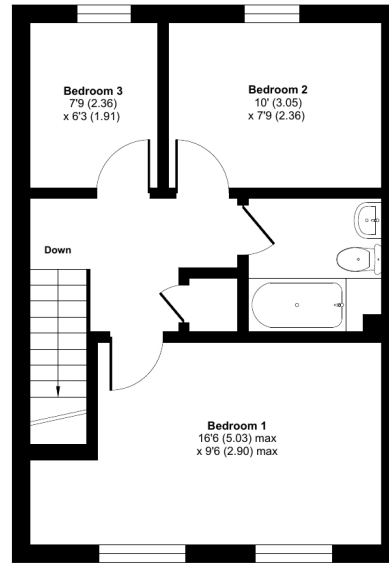 Bedroom 3
7'9 (2.36)
x 6'3 (1.91)
Bedroom 2
10' (3.05)
x 7'9 (2.36)
Down
Bedroom 1
16'6 (5.03) max
x 9'6 (2.90) max